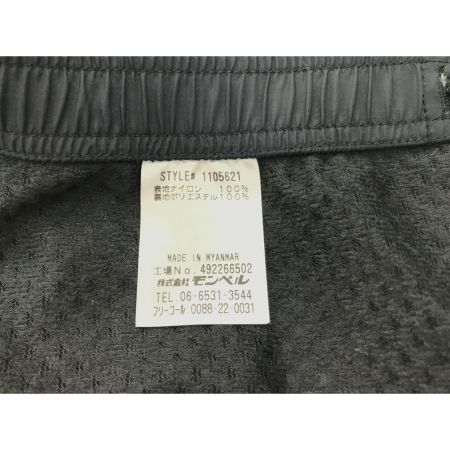 STYLE# 1105621
表地ナイロン 100%
裏地ポリエステル100%
MADE IN MYANMAR
工場No. 492266502
株式会社モンベル
TEL.06-6531-3544
フリーコール 0088-22-0031